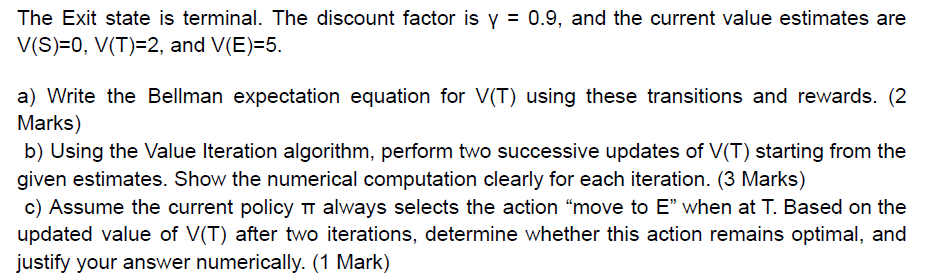 The Exit state is terminal. The discount factor is γ = 0.9, and the current value estimates are
V(S)=0, V(T)=2, and V(E)=5.
a) Write the Bellman expectation equation for V(T) using these transitions and rewards. (2
Marks)
b) Using the Value Iteration algorithm, perform two successive updates of V(T) starting from the
given estimates. Show the numerical computation clearly for each iteration. (3 Marks)
c) Assume the current policy π always selects the action “move to E” when at T. Based on the
updated value of V(T) after two iterations, determine whether this action remains optimal, and
justify your answer numerically. (1 Mark)